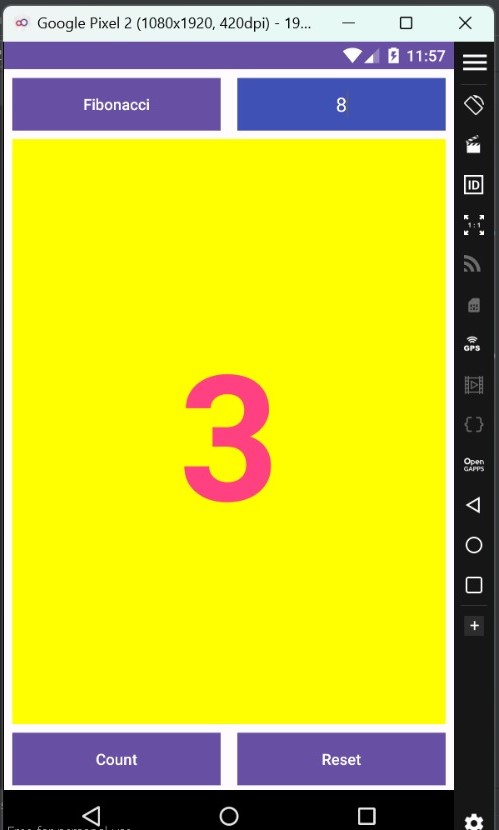 Google Pixel 2 (1080x1920, 420dpi) - 19...
11:57
Fibonacci
8
ID
1:1
3
GPS
Open
GAPPS
Count
Reset
Free for personal use